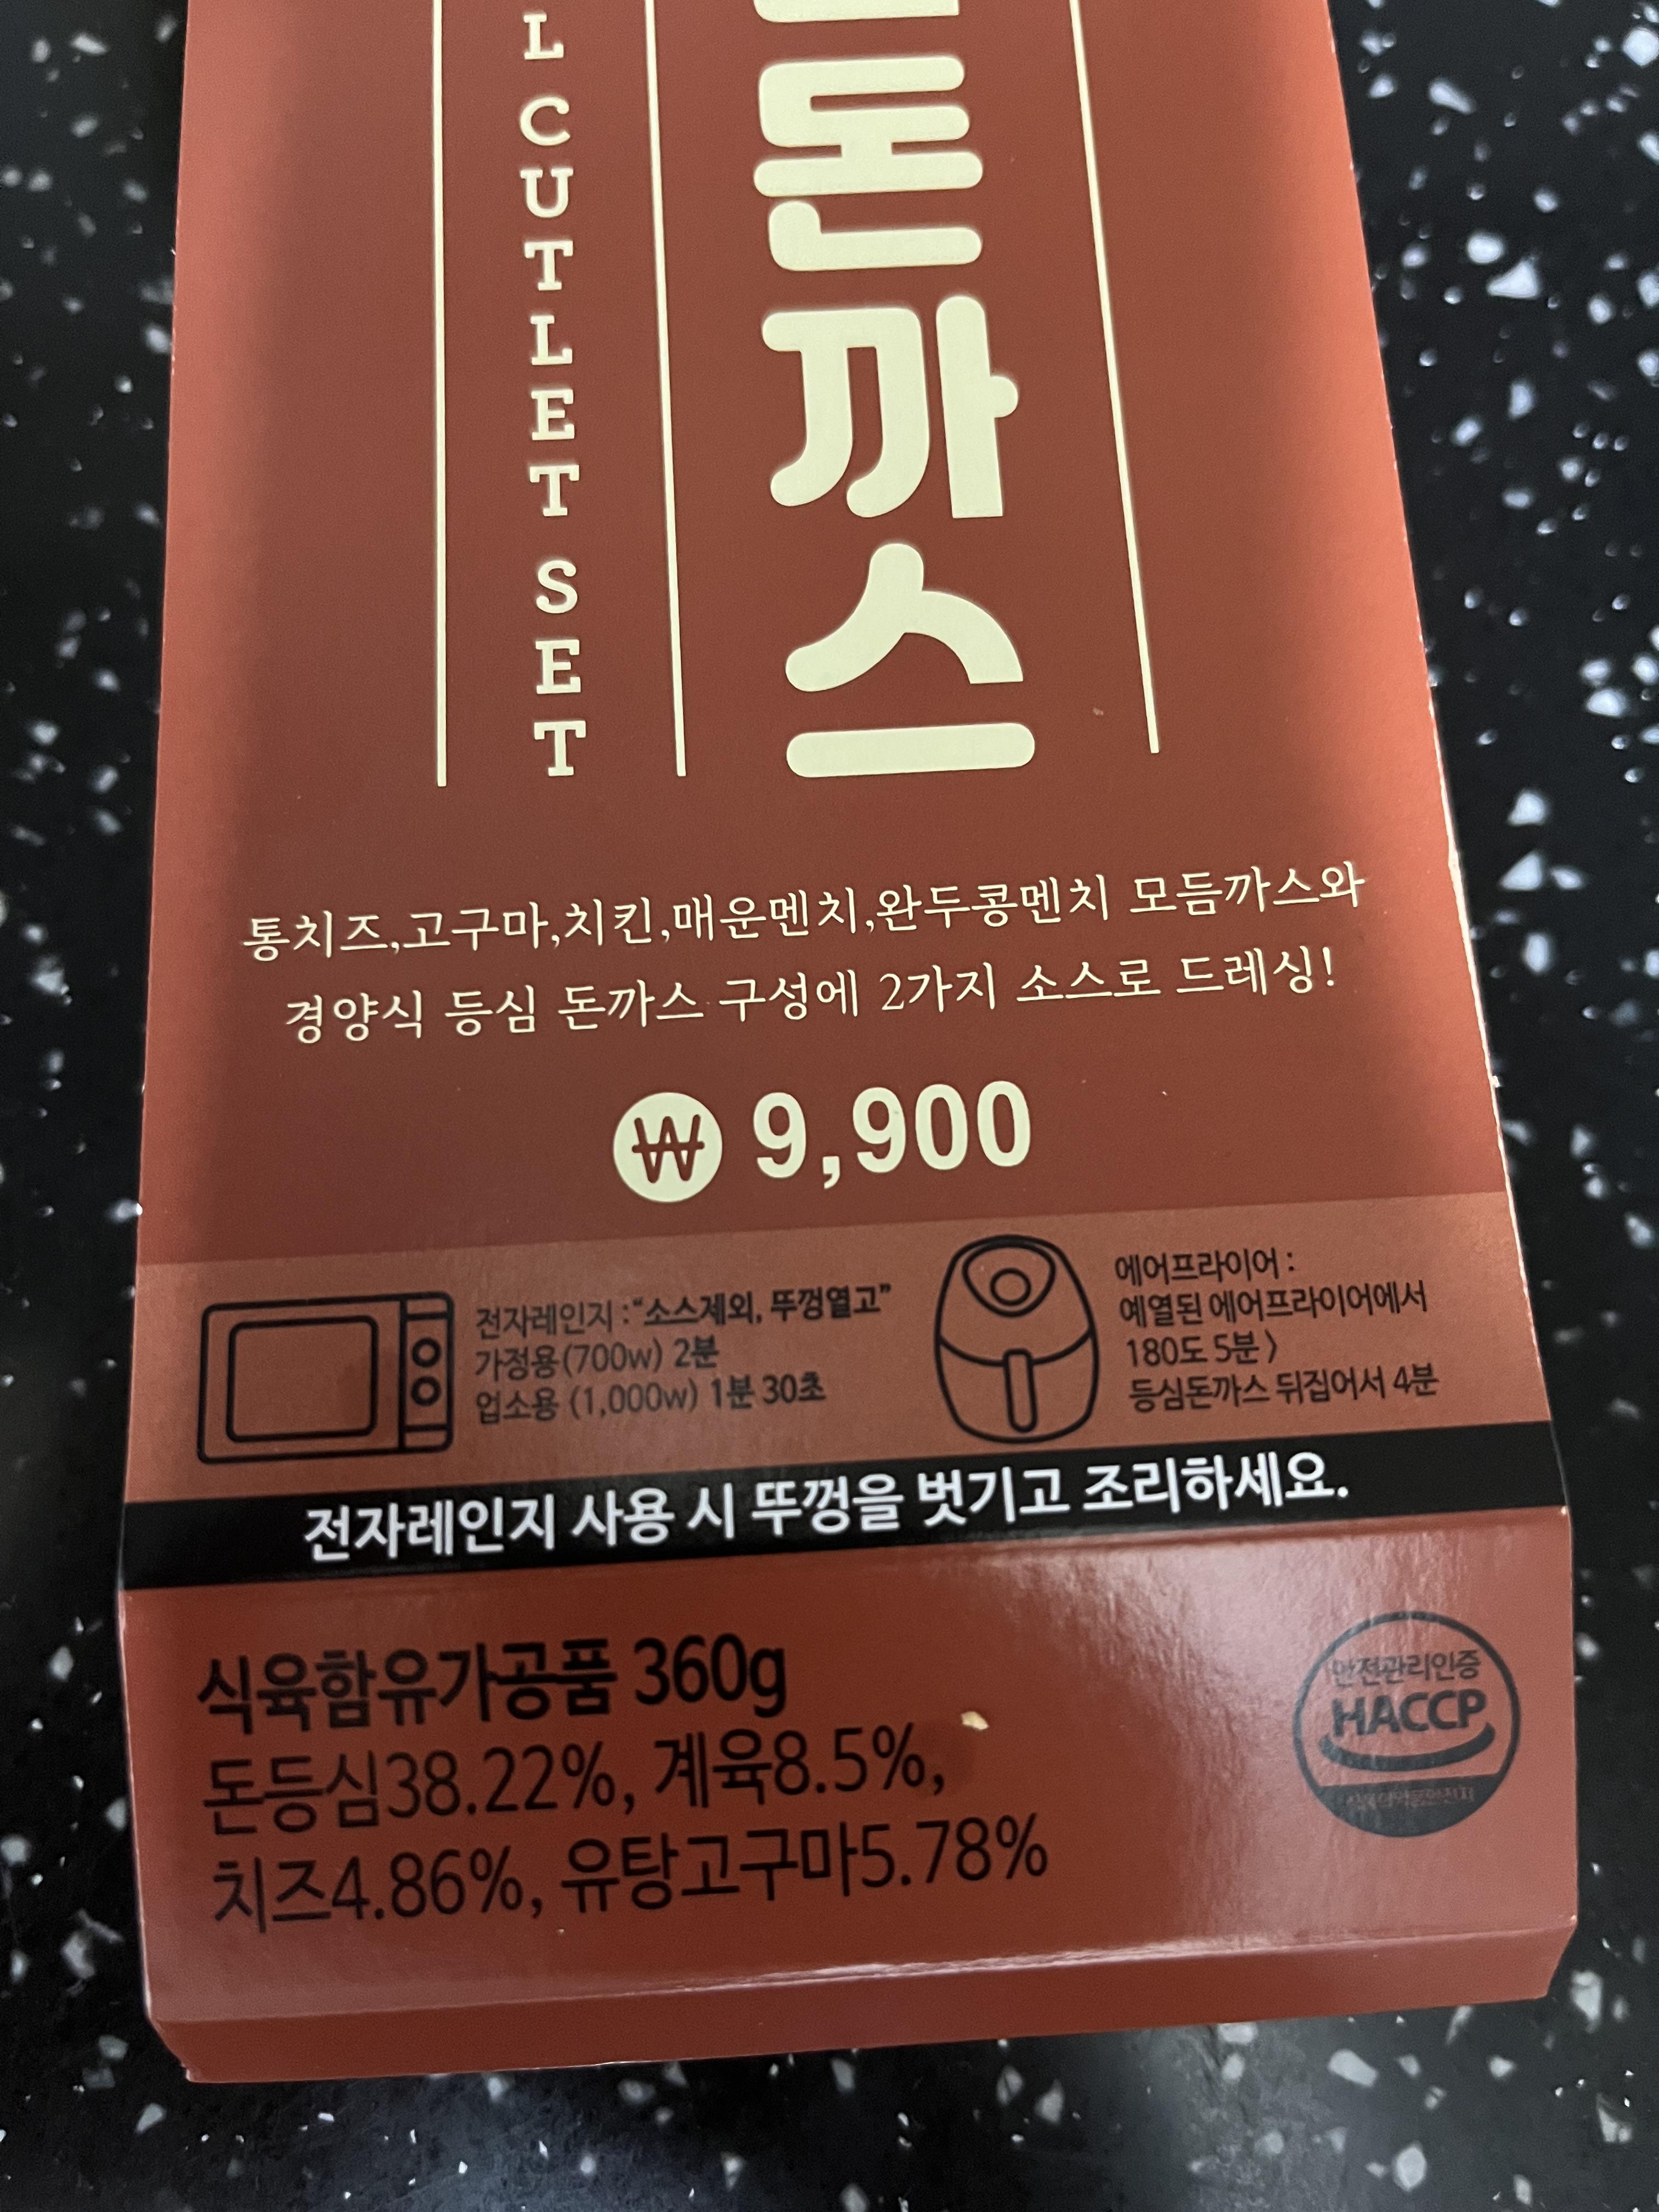 L CUTLET SET
돈까스
통치즈,고구마,치킨,매운멘치,완두콩멘치 모듬까스와
경양식 등심 돈까스 구성에 2가지 소스로 드레싱!
₩ 9,900
전자레인지 : "소스제외, 뚜껑열고"
가정용(700w) 2분
업소용 (1,000w) 1분 30초
에어프라이어 :
예열된 에어프라이어에서
180도 5분 >
등심돈까스 뒤집어서 4분
전자레인지 사용 시 뚜껑을 벗기고 조리하세요.
식육함유가공품 360g
돈등심38.22%, 계육8.5%,
치즈4.86%, 유탕고구마5.78%
안전관리인증
HACCP